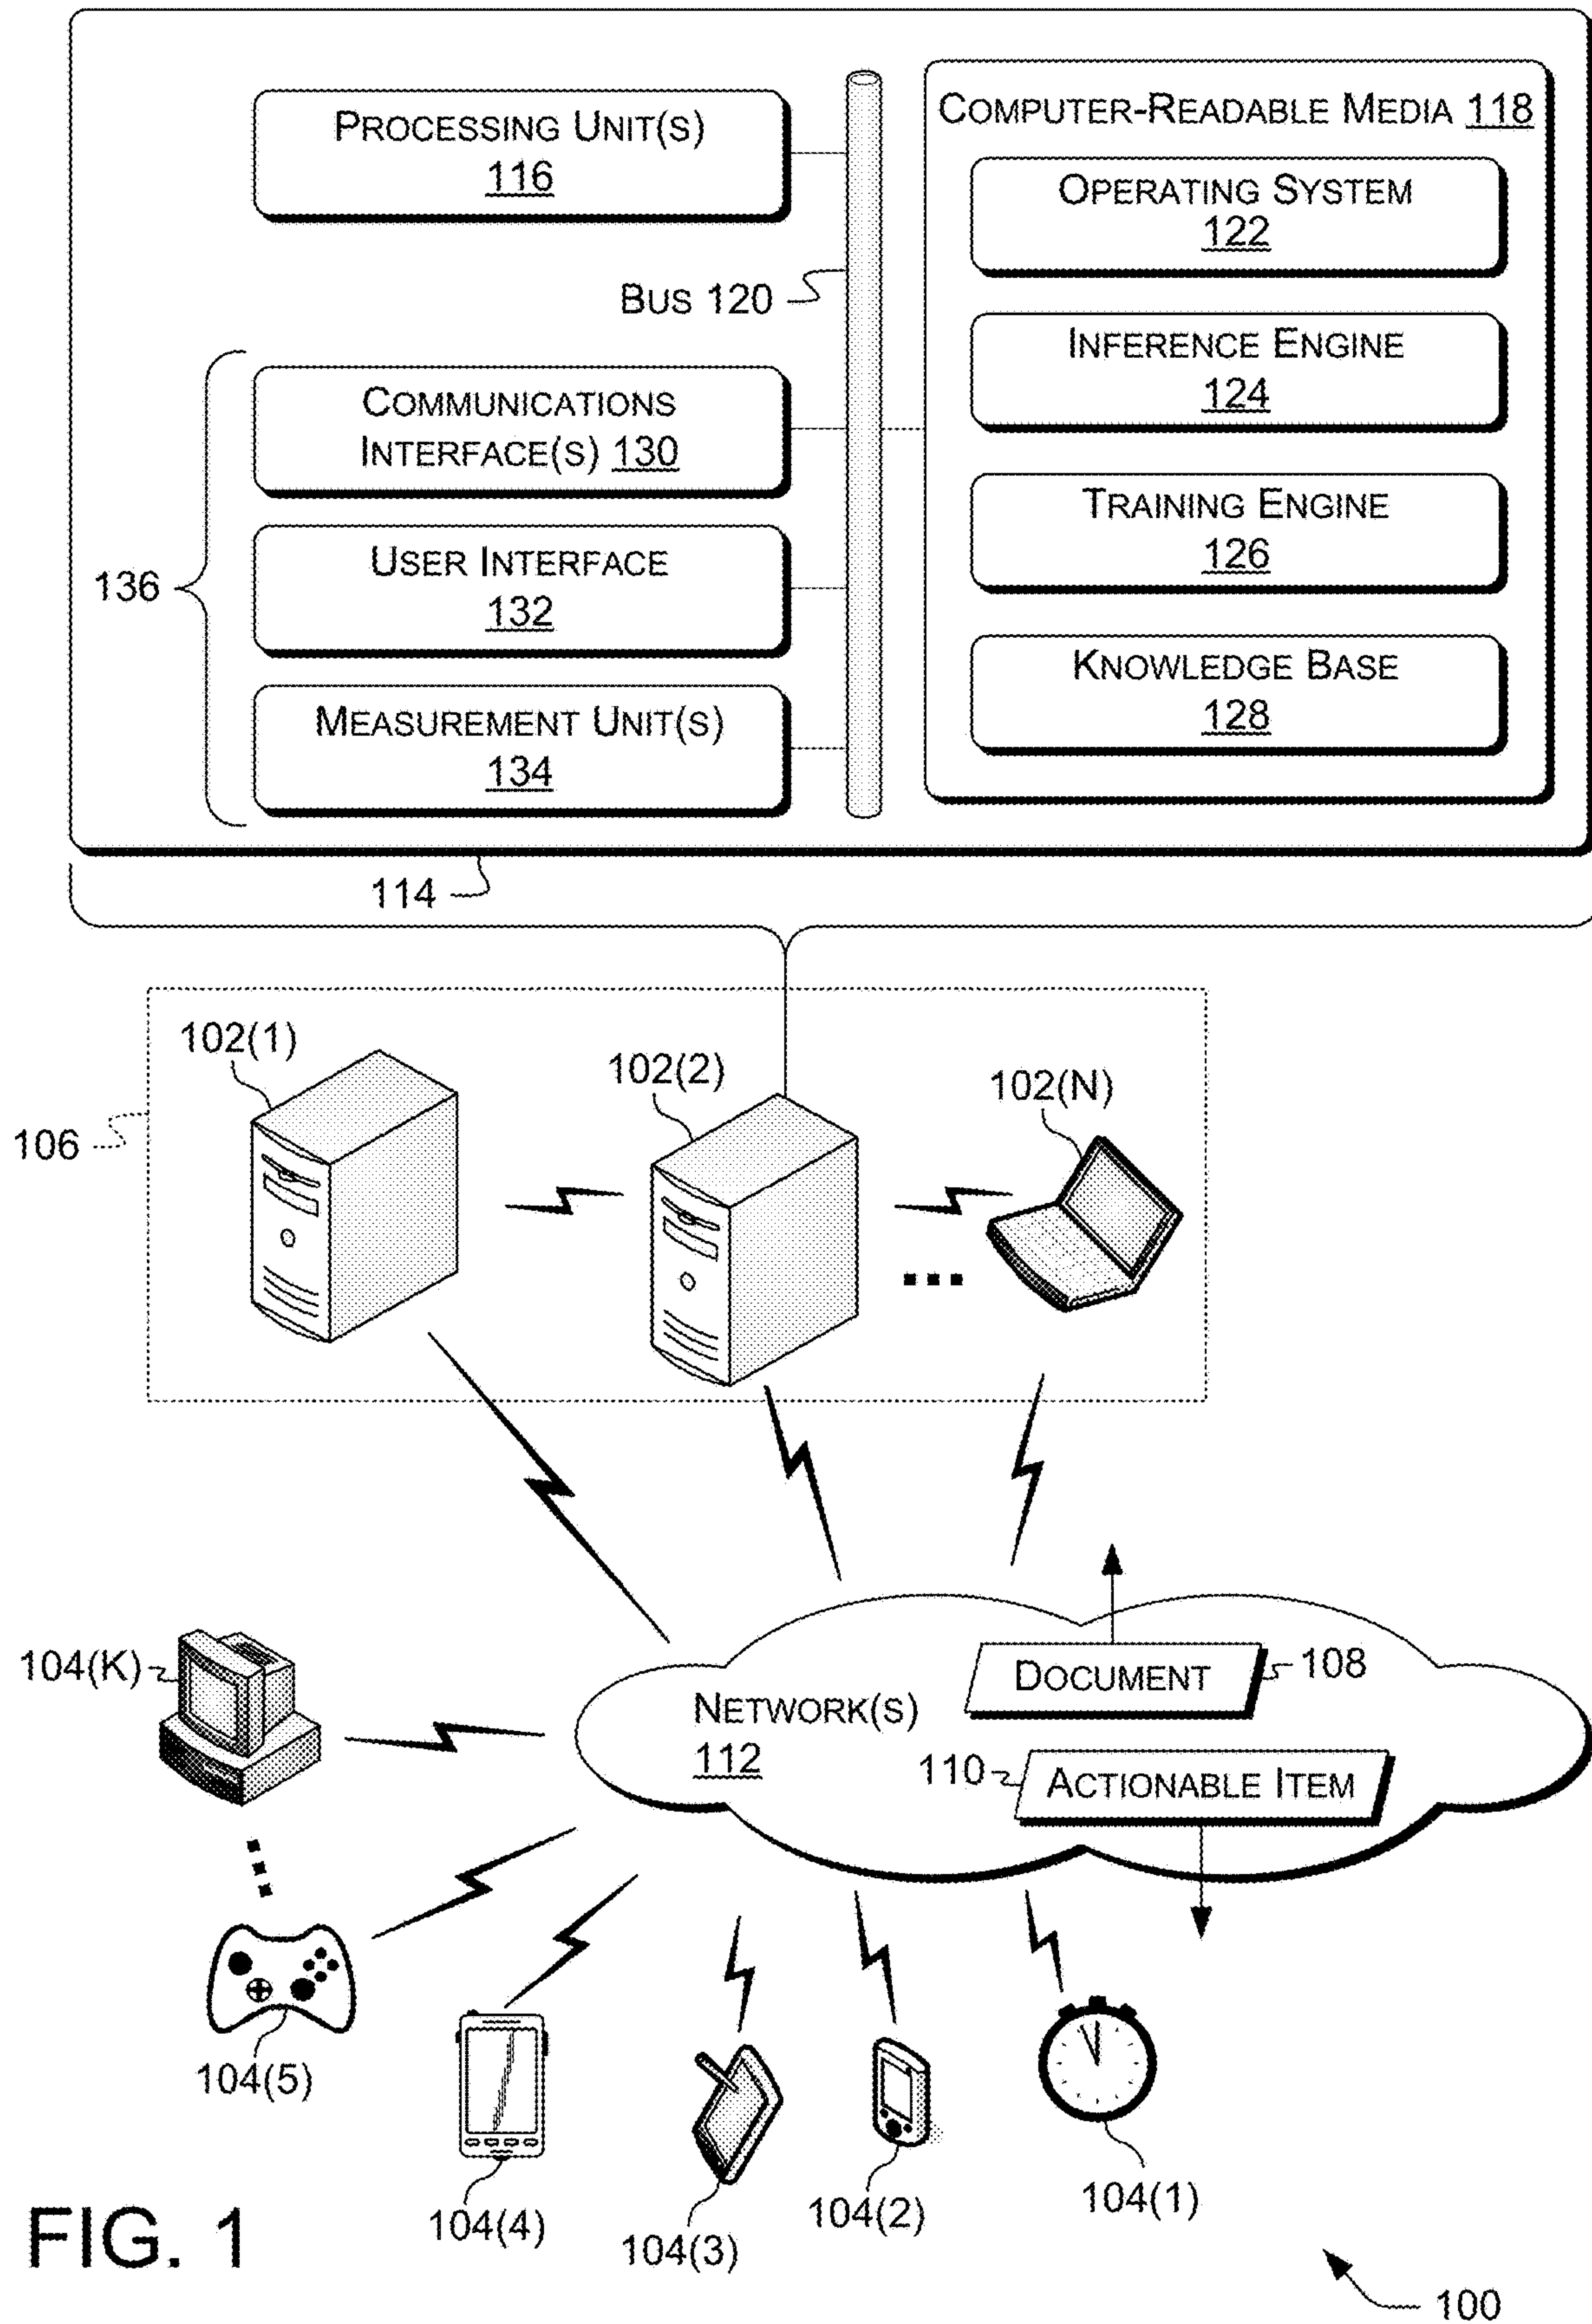 PROCESSING UNIT(S)
116
BUS 120
COMMUNICATIONS
INTERFACE(S) 130
USER INTERFACE
132
MEASUREMENT UNIT(S)
134
136
COMPUTER-READABLE MEDIA 118
OPERATING SYSTEM
122
INFERENCE ENGINE
124
TRAINING ENGINE
126
KNOWLEDGE BASE
128
114
102(1)
102(2)
102(N)
106
104(K)
NETWORK(S)
112
DOCUMENT
108
110
ACTIONABLE ITEM
104(5)
104(4)
104(3)
104(2)
104(1)
FIG. 1
100